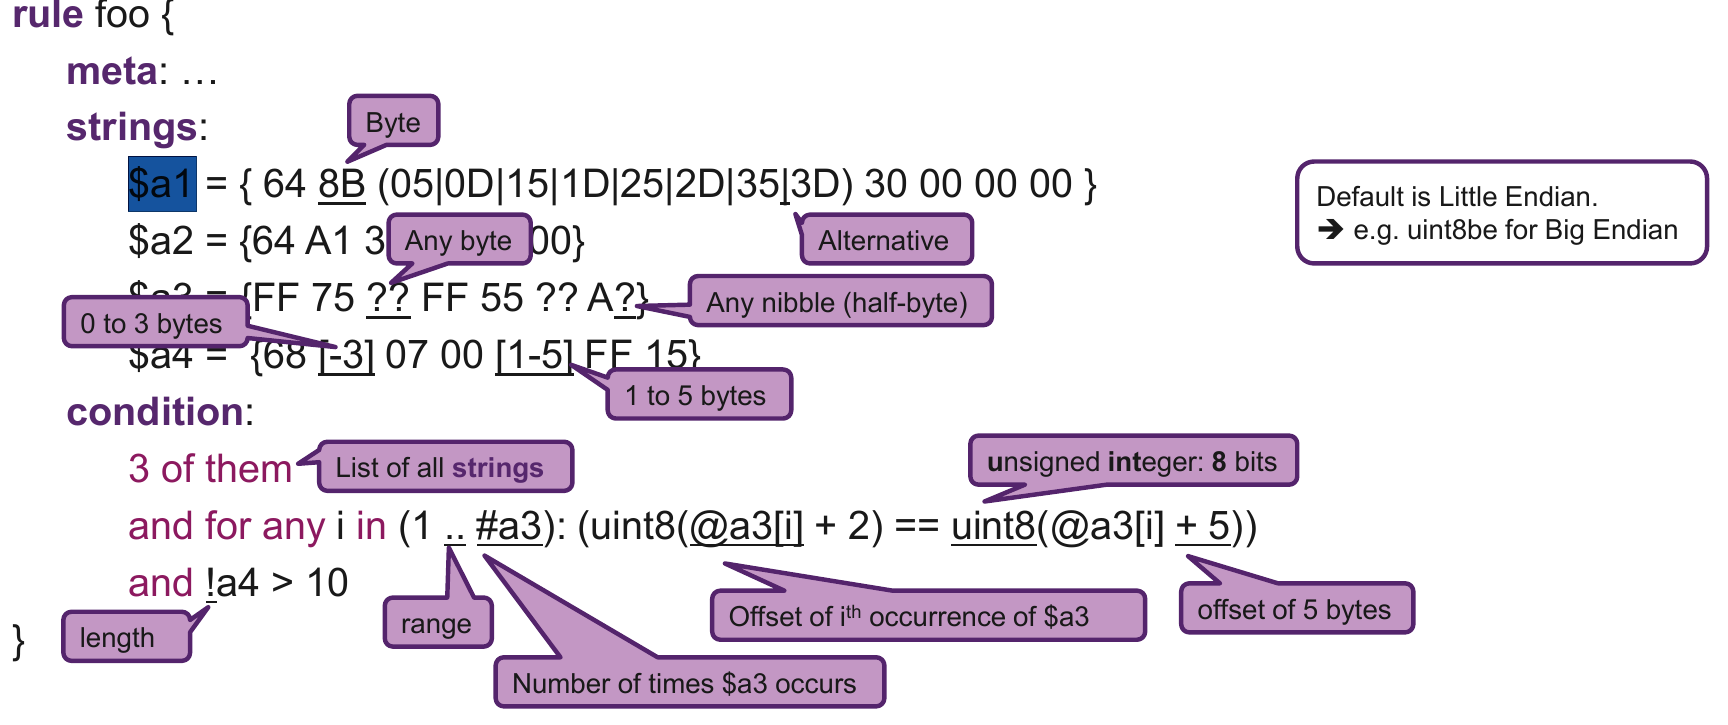 rule foo {
meta: …
strings:
Byte
$a1 = { 64 8B (05|0D|15|1D|25|2D|35|3D) 30 00 00 00 }
Default is Little Endian.
➔ e.g. uint8be for Big Endian
$a2 = {64 A1 3 00}
Any byte
Alternative
$a3 = {FF 75 ?? FF 55 ?? A?}
Any nibble (half-byte)
0 to 3 bytes
$a4 = {68 [-3] 07 00 [1-5] FF 15}
1 to 5 bytes
condition:
3 of them
List of all strings
unsigned integer: 8 bits
and for any i in (1 .. #a3): (uint8(@a3[i] + 2) == uint8(@a3[i] + 5))
and !a4 > 10
length
range
Offset of ith occurrence of $a3
offset of 5 bytes
}
Number of times $a3 occurs